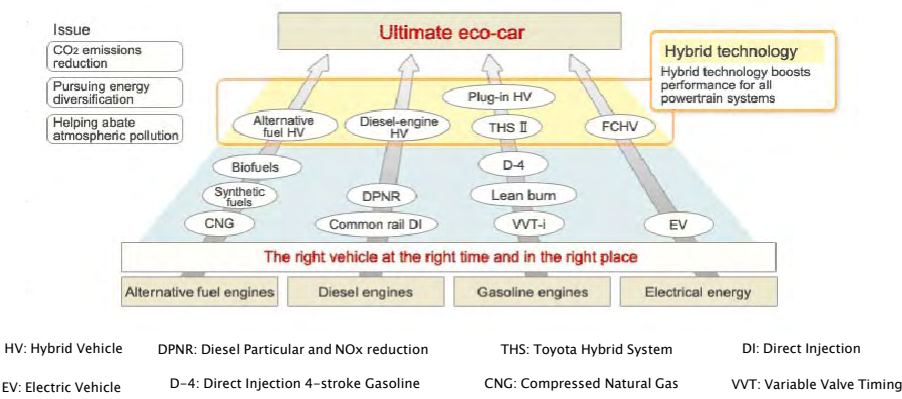 Ultimate eco-car
Issue
CO2 emissions
reduction
Pursuing energy
diversification
Helping abate
atmospheric pollution
Hybrid technology
Hybrid technology boosts
performance for all
powertrain systems
Plug-in HV
Alternative
fuel HV
Diesel-engine
HV
THS II
FCHV
Biofuels
D-4
Synthetic
fuels
DPNR
Lean burn
CNG
Common rail DI
VVT-i
EV
The right vehicle at the right time and in the right place
Alternative fuel engines
Diesel engines
Gasoline engines
Electrical energy
HV: Hybrid Vehicle
DPNR: Diesel Particular and NOx reduction
THS: Toyota Hybrid System
DI: Direct Injection
EV: Electric Vehicle
D-4: Direct Injection 4-stroke Gasoline
CNG: Compressed Natural Gas
VVT: Variable Valve Timing